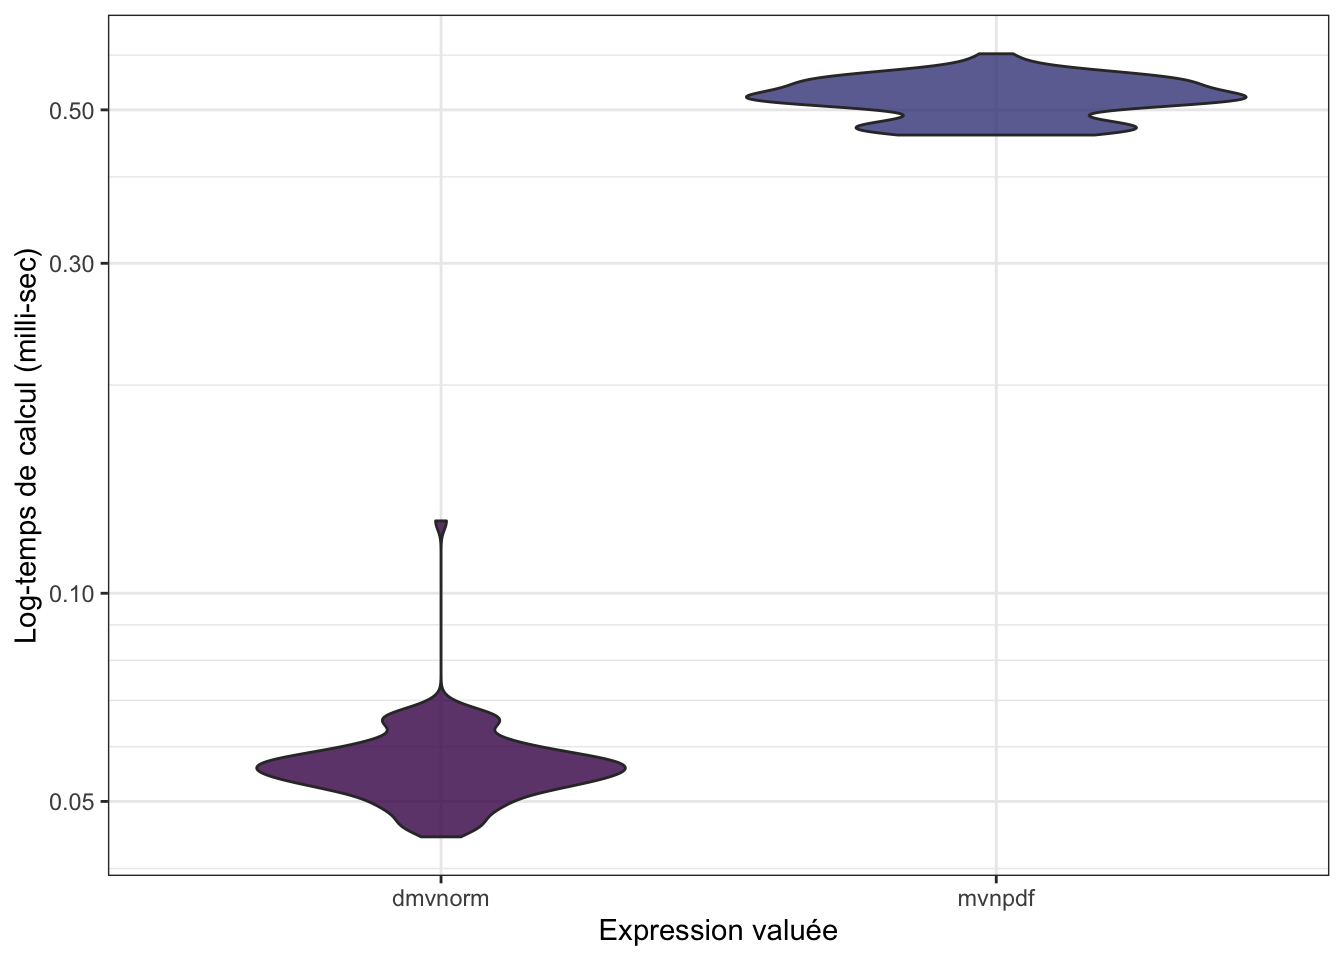 Log-temps de calcul (milli-sec)
0.50
0.30
0.10
0.05
dmvnorm
mvnpdf
Expression valuée